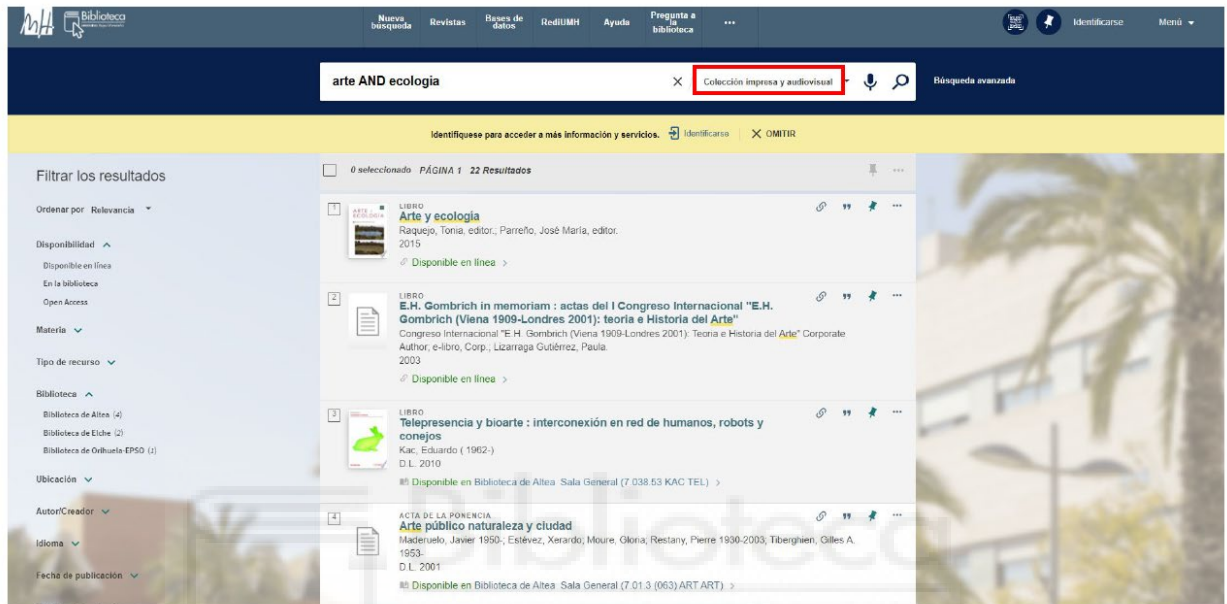 Biblioteca
Nueva búsqueda
Revistas
Bases de datos
RediUMH
Ayuda
Pregunta a la biblioteca
...
Identificarse
Menú
arte AND ecologia
Colección impresa y audiovisual
Búsqueda avanzada
Identifíquese para acceder a más información y servicios. Identificarse X OMITIR
Filtrar los resultados
Ordenar por Relevancia
Disponibilidad
Disponible en línea
En la biblioteca
Open Access
Materia
Tipo de recurso
Biblioteca
Biblioteca de Altea (4)
Biblioteca de Elche (2)
Biblioteca de Orihuela-EPSO (1)
Ubicación
Autor/Creador
Idioma
Fecha de publicación
0 seleccionado PÁGINA 1 22 Resultados
1
LIBRO
Arte y ecología
Raquejo, Tonia, editor.; Parreño, José María, editor.
2015
Disponible en línea >
2
LIBRO
E.H. Gombrich in memoriam : actas del I Congreso Internacional "E.H.
Gombrich (Viena 1909-Londres 2001): teoría e Historia del Arte"
Congreso Internacional "E.H. Gombrich (Viena 1909-Londres 2001): Teoria e Historia del Arte" Corporate
Author; e-libro, Corp.; Lizarraga Gutiérrez, Paula.
2003
Disponible en línea >
3
LIBRO
Telepresencia y bioarte : interconexión en red de humanos, robots y
conejos
Kac, Eduardo ( 1962-)
D.L. 2010
Disponible en Biblioteca de Altea Sala General (7.038.53 KAC TEL) >
4
ACTA DE LA PONENCIA
Arte público naturaleza y ciudad
Maderuelo, Javier 1950-; Estévez, Xerardo; Moure, Gloria; Restany, Pierre 1930-2003; Tiberghien, Gilles A.
1953-
D.L. 2001
Disponible en Biblioteca de Altea Sala General (7.01.3 (063) ART ART) >
Biblioteca